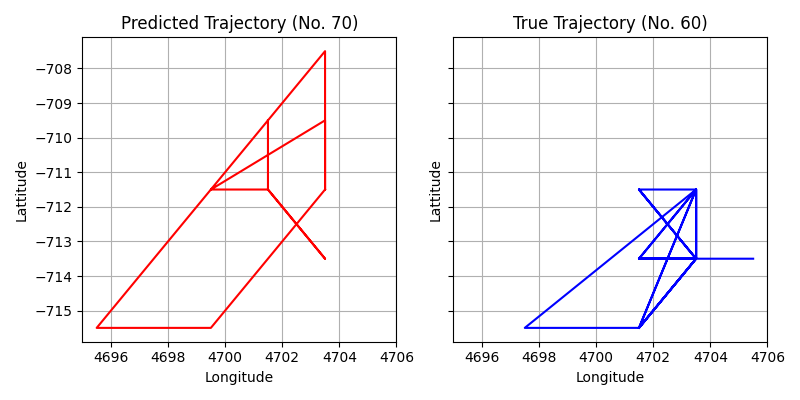 Predicted Trajectory (No. 70)
True Trajectory (No. 60)
−708
−709
−710
−711
−712
−713
−714
−715
Lattitude
Lattitude
4696 4698 4700 4702 4704 4706
4696 4698 4700 4702 4704 4706
Longitude
Longitude